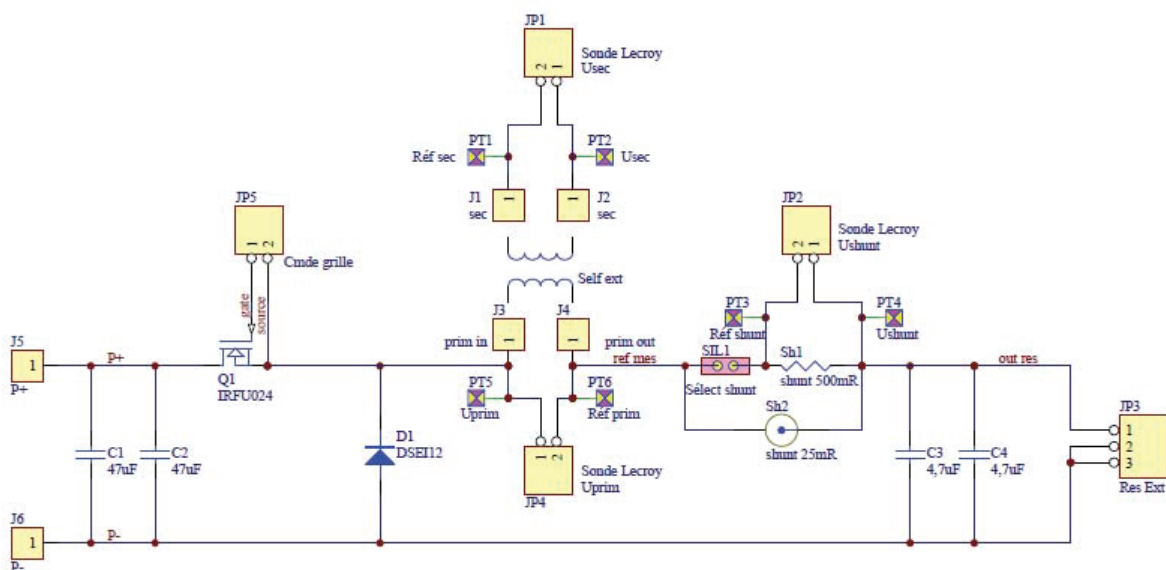 JP1
2
1
Sonde Lecroy
Usec
PT1
Réf sec
PT2
Usec
J1
sec
1
J2
sec
1
JP5
1
2
Cmde grille
gate
source
Self ext
J3
1
prim in
J4
1
prim out
ref mes
JP2
2
1
Sonde Lecroy
Ushunt
PT3
Réf shunt
PT4
Ushunt
J5
1
P+
P+
Q1
IRFU024
PT5
Uprim
PT6
Réf prim
SIL1
Sélect shunt
Sh1
shunt 500mR
out res
Sh2
shunt 25mR
C1
47uF
C2
47uF
D1
DSEI12
1
2
JP4
Sonde Lecroy
Uprim
C3
4,7uF
C4
4,7uF
JP3
1
2
3
Res Ext
J6
1
P-
P-